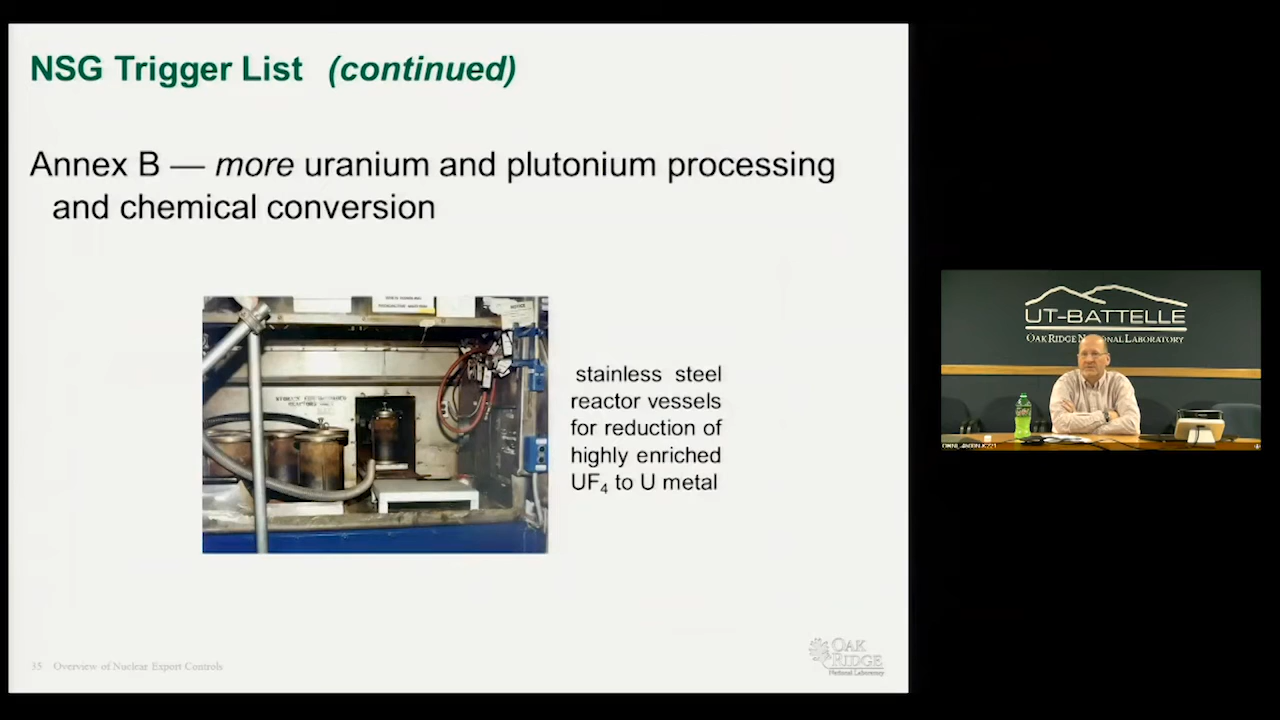 NSG Trigger List (continued)
Annex B — more uranium and plutonium processing
and chemical conversion
NOTICE
stainless steel
reactor vessels
for reduction of
highly enriched
UF4 to U metal
35 Overview of Nuclear Export Controls
OAK
RIDGE
National Laboratory
UT-BATTELLE
OAK RIDGE NATIONAL LABORATORY